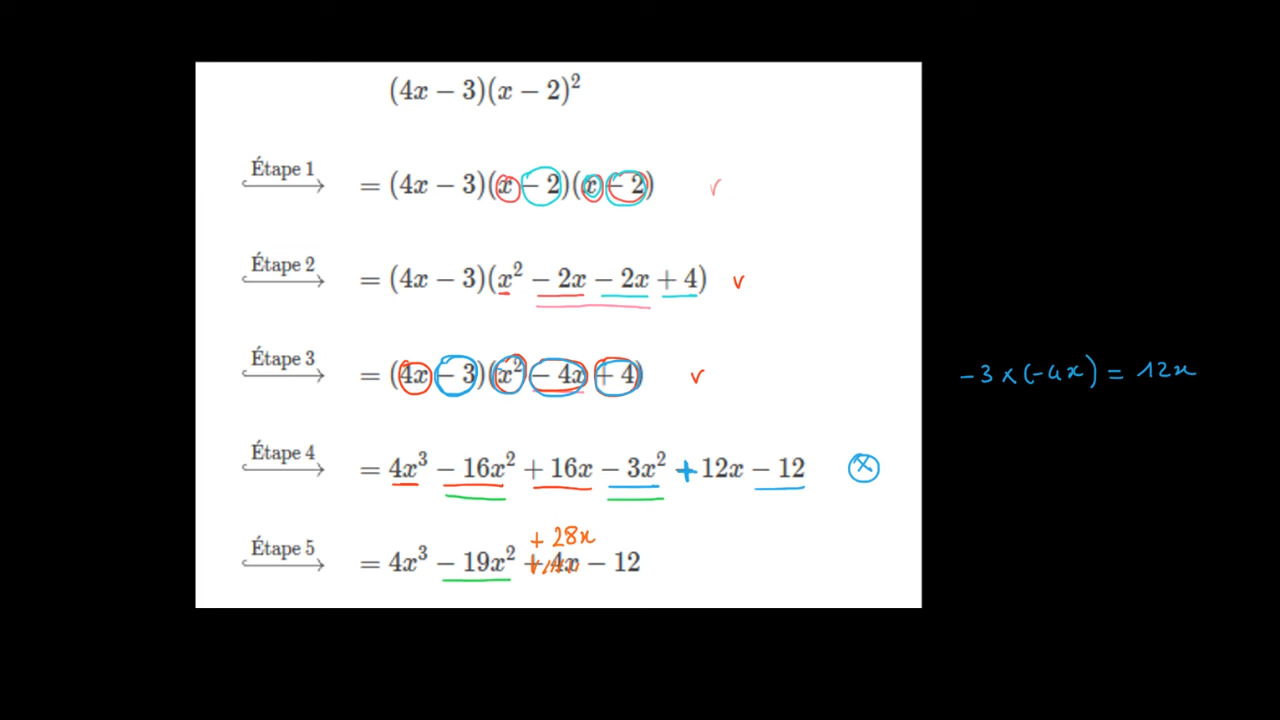 (4x − 3)(x − 2)²
Étape 1 = (4x − 3)(x − 2)(x − 2) v
Étape 2 = (4x − 3)(x² − 2x − 2x + 4) v
Étape 3 = (4x − 3)(x² − 4x + 4) v
−3 × (−4x) = 12x
Étape 4 = 4x³ − 16x² + 16x − 3x² + 12x − 12 ×
+ 28x
Étape 5 = 4x³ − 19x² + 4x − 12